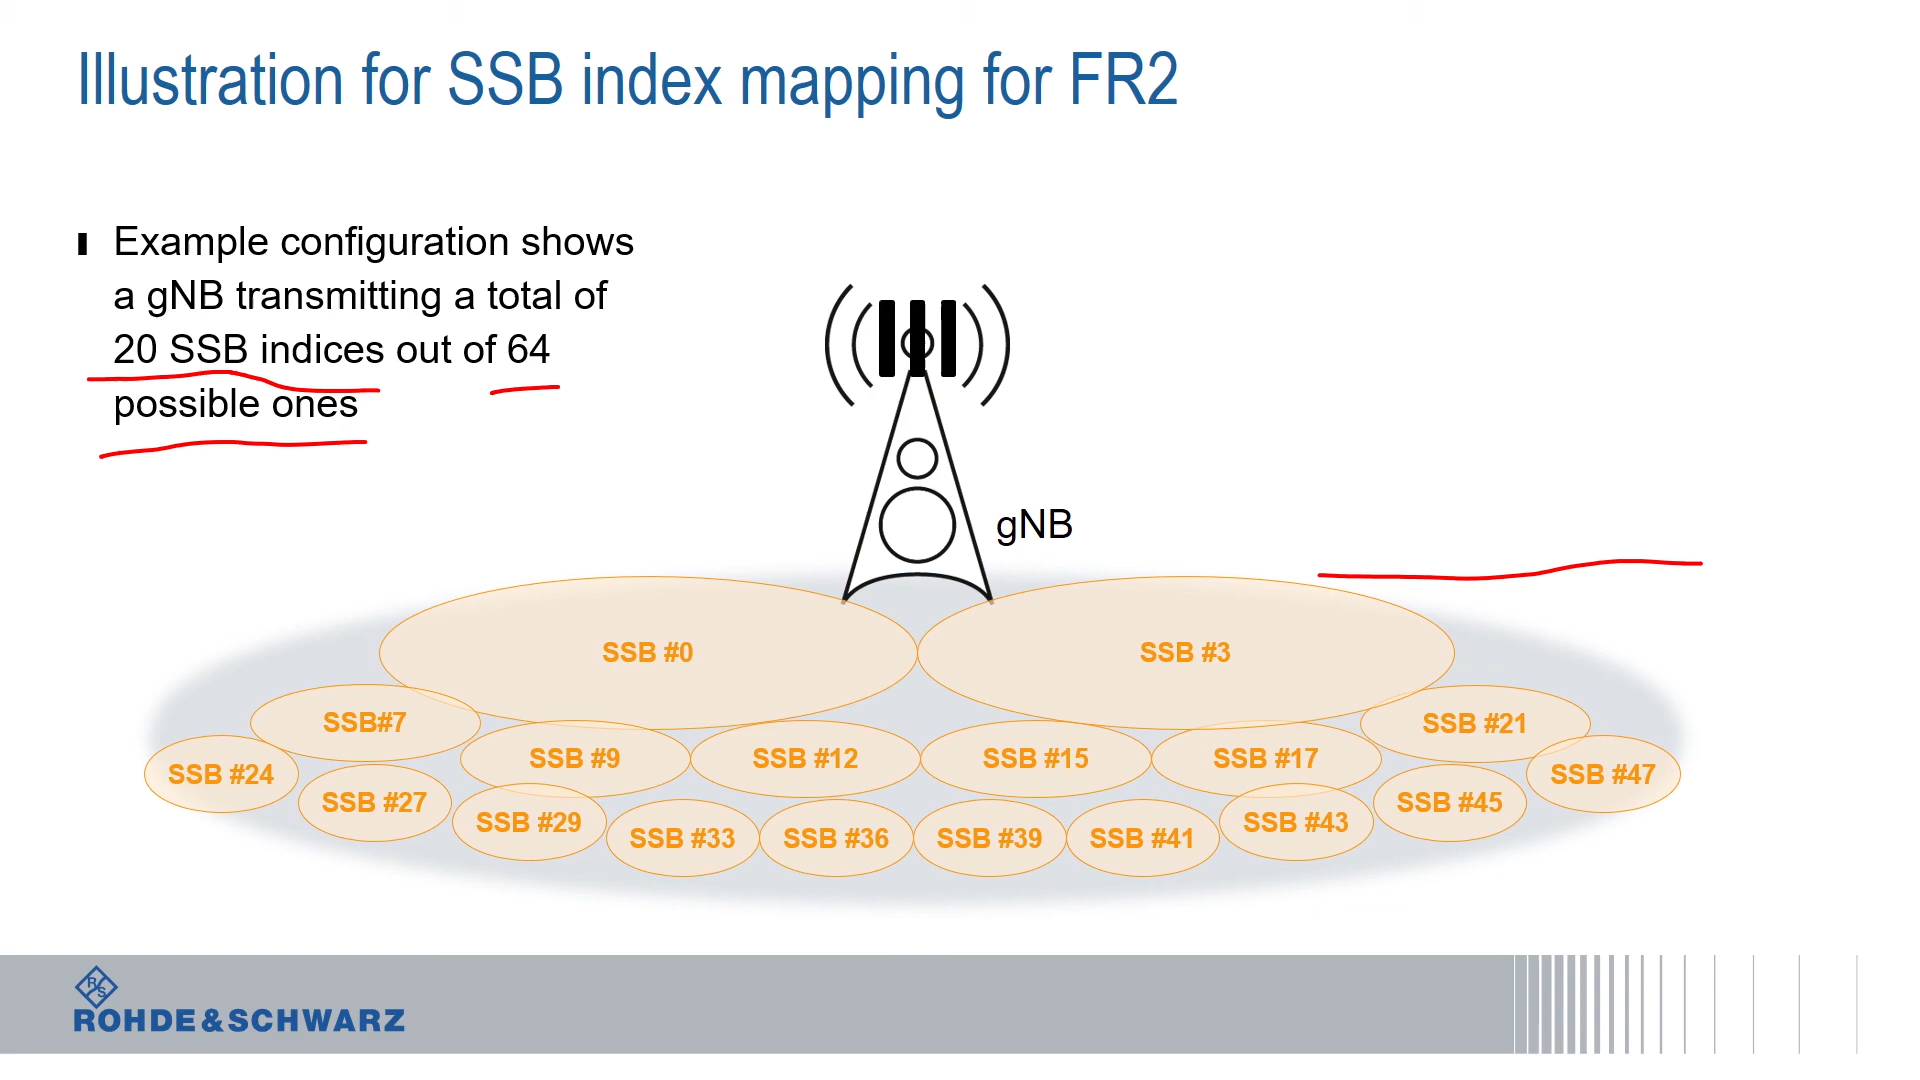 Illustration for SSB index mapping for FR2
Example configuration shows
a gNB transmitting a total of
20 SSB indices out of 64
possible ones
gNB
SSB #0
SSB #3
SSB#7
SSB #21
SSB #9
SSB #12
SSB #15
SSB #17
SSB #24
SSB #47
SSB #27
SSB #45
SSB #29
SSB #43
SSB #33
SSB #36
SSB #39
SSB #41
R S
ROHDE&SCHWARZ